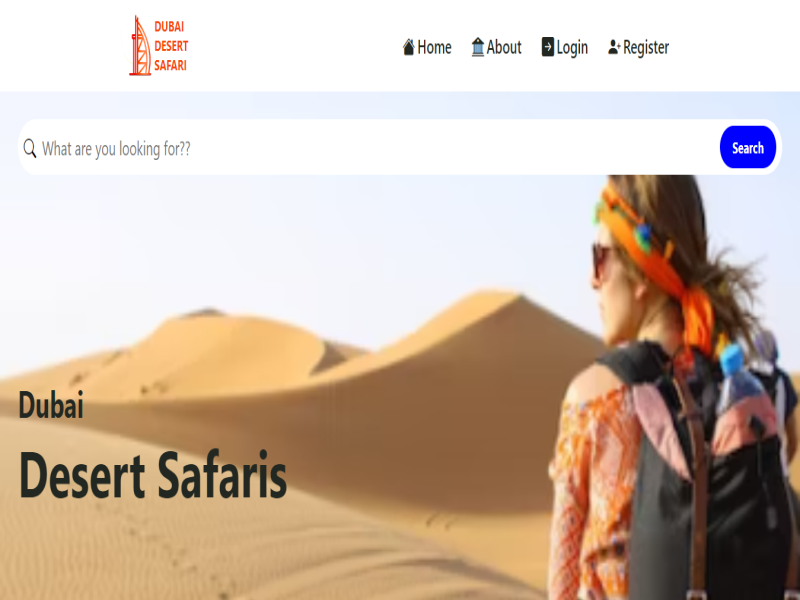 DUBAI
DESERT
SAFARI
Home About Login Register
What are you looking for??
Search
Dubai
Desert Safaris